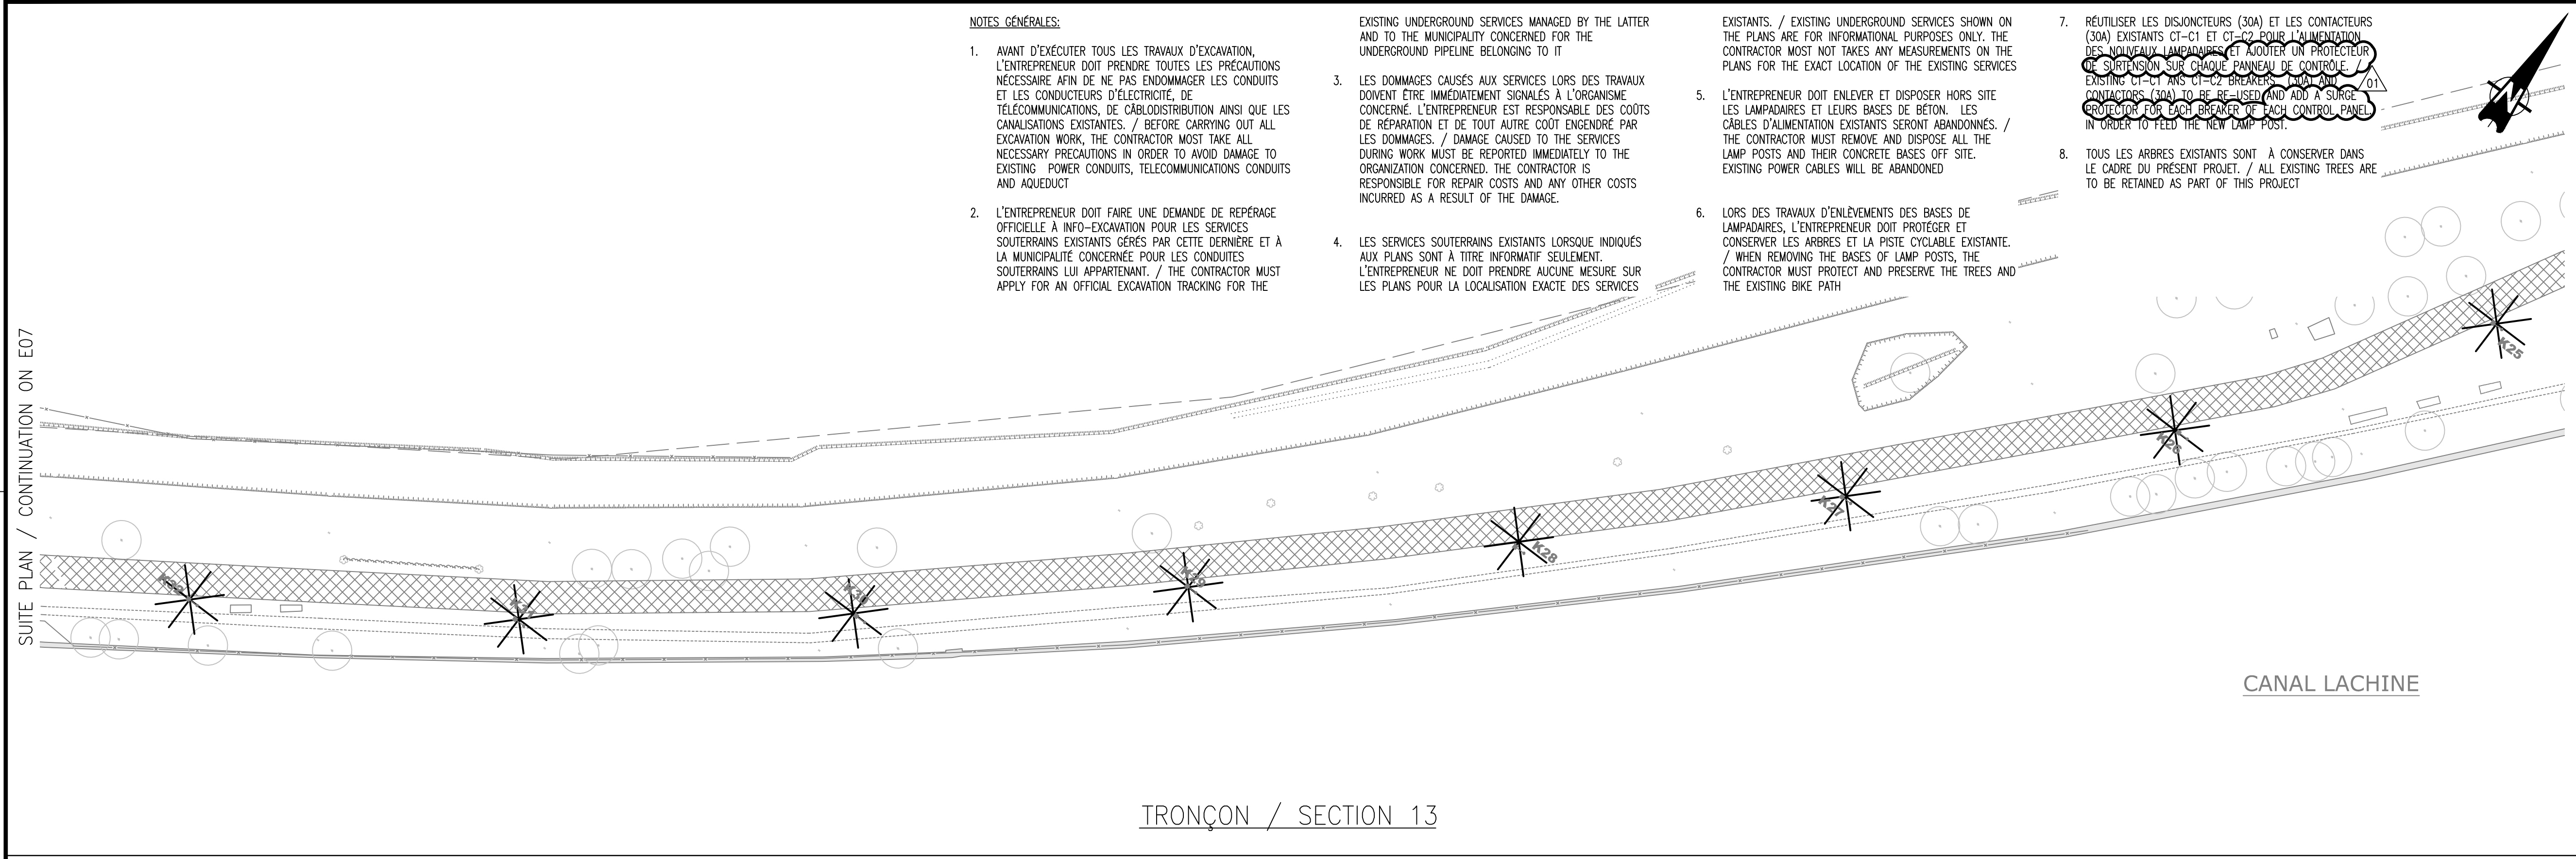 NOTES GÉNÉRALES:
1. AVANT D'EXÉCUTER TOUS LES TRAVAUX D'EXCAVATION,
L'ENTREPRENEUR DOIT PRENDRE TOUTES LES PRÉCAUTIONS
NÉCESSAIRE AFIN DE NE PAS ENDOMMAGER LES CONDUITS
ET LES CONDUCTEURS D'ÉLECTRICITÉ, DE
TÉLÉCOMMUNICATIONS, DE CÂBLODISTRIBUTION AINSI QUE LES
CANALISATIONS EXISTANTES. / BEFORE CARRYING OUT ALL
EXCAVATION WORK, THE CONTRACTOR MOST TAKE ALL
NECESSARY PRECAUTIONS IN ORDER TO AVOID DAMAGE TO
EXISTING POWER CONDUITS, TELECOMMUNICATIONS CONDUITS
AND AQUEDUCT
2. L'ENTREPRENEUR DOIT FAIRE UNE DEMANDE DE REPÉRAGE
OFFICIELLE À INFO-EXCAVATION POUR LES SERVICES
SOUTERRAINS EXISTANTS GÉRÉS PAR CETTE DERNIÈRE ET À
LA MUNICIPALITÉ CONCERNÉE POUR LES CONDUITES
SOUTERRAINS LUI APPARTENANT. / THE CONTRACTOR MUST
APPLY FOR AN OFFICIAL EXCAVATION TRACKING FOR THE
EXISTING UNDERGROUND SERVICES MANAGED BY THE LATTER
AND TO THE MUNICIPALITY CONCERNED FOR THE
UNDERGROUND PIPELINE BELONGING TO IT
3. LES DOMMAGES CAUSÉS AUX SERVICES LORS DES TRAVAUX
DOIVENT ÊTRE IMMÉDIATEMENT SIGNALÉS À L'ORGANISME
CONCERNÉ. L'ENTREPRENEUR EST RESPONSABLE DES COÛTS
DE RÉPARATION ET DE TOUT AUTRE COÛT ENGENDRÉ PAR
LES DOMMAGES. / DAMAGE CAUSED TO THE SERVICES
DURING WORK MUST BE REPORTED IMMEDIATELY TO THE
ORGANIZATION CONCERNED. THE CONTRACTOR IS
RESPONSIBLE FOR REPAIR COSTS AND ANY OTHER COSTS
INCURRED AS A RESULT OF THE DAMAGE.
4. LES SERVICES SOUTERRAINS EXISTANTS LORSQUE INDIQUÉS
AUX PLANS SONT À TITRE INFORMATIF SEULEMENT.
L'ENTREPRENEUR NE DOIT PRENDRE AUCUNE MESURE SUR
LES PLANS POUR LA LOCALISATION EXACTE DES SERVICES
EXISTANTS. / EXISTING UNDERGROUND SERVICES SHOWN ON
THE PLANS ARE FOR INFORMATIONAL PURPOSES ONLY. THE
CONTRACTOR MOST NOT TAKES ANY MEASUREMENTS ON THE
PLANS FOR THE EXACT LOCATION OF THE EXISTING SERVICES
5. L'ENTREPRENEUR DOIT ENLEVER ET DISPOSER HORS SITE
LES LAMPADAIRES ET LEURS BASES DE BÉTON. LES
CÂBLES D'ALIMENTATION EXISTANTS SERONT ABANDONNÉS. /
THE CONTRACTOR MUST REMOVE AND DISPOSE ALL THE
LAMP POSTS AND THEIR CONCRETE BASES OFF SITE.
EXISTING POWER CABLES WILL BE ABANDONED
6. LORS DES TRAVAUX D'ENLÈVEMENTS DES BASES DE
LAMPADAIRES, L'ENTREPRENEUR DOIT PROTÉGER ET
CONSERVER LES ARBRES ET LA PISTE CYCLABLE EXISTANTE.
/ WHEN REMOVING THE BASES OF LAMP POSTS, THE
CONTRACTOR MUST PROTECT AND PRESERVE THE TREES AND
THE EXISTING BIKE PATH
7. RÉUTILISER LES DISJONCTEURS (30A) ET LES CONTACTEURS
(30A) EXISTANTS CT-C1 ET CT-C2 POUR L'ALIMENTATION
DES NOUVEAUX LAMPADAIRES ET AJOUTER UN PROTECTEUR
DE SURTENSION SUR CHAQUE PANNEAU DE CONTRÔLE. /
EXISTING CT-C1 ANS CT-C2 BREAKERS (30A) AND
CONTACTORS (30A) TO BE RE-USED AND ADD A SURGE
PROTECTOR FOR EACH BREAKER OF EACH CONTROL PANEL
IN ORDER TO FEED THE NEW LAMP POST.
01
8. TOUS LES ARBRES EXISTANTS SONT À CONSERVER DANS
LE CADRE DU PRÉSENT PROJET. / ALL EXISTING TREES ARE
TO BE RETAINED AS PART OF THIS PROJECT
SUITE PLAN / CONTINUATION ON E07
K25
K26
K27
K28
CANAL LACHINE
TRONÇON / SECTION 13